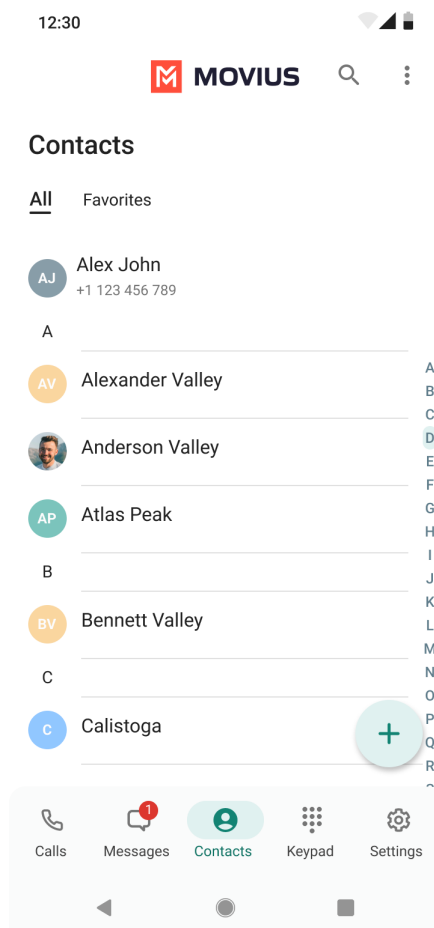 12:30
MOVIUS
Contacts
All Favorites
AJ Alex John
+1 123 456 789
A
AV Alexander Valley
Anderson Valley
AP Atlas Peak
B
BV Bennett Valley
C
C Calistoga
+
A
B
C
D
E
F
G
H
I
J
K
L
M
N
O
P
Q
R
1
Calls Messages Contacts Keypad Settings